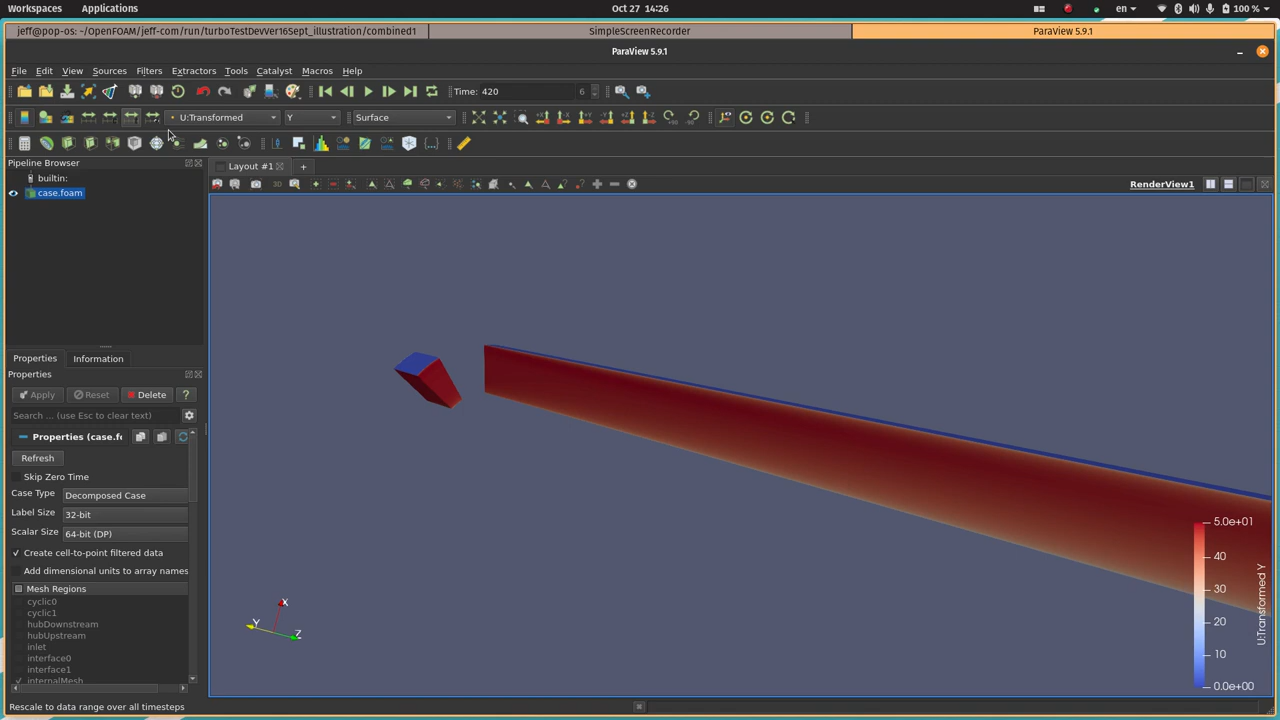 Workspaces Applications Oct 27 14:26 en 100 %
jeff@pop-os: ~/OpenFOAM/jeff-com/run/turboTestDevVer16Sept_illustration/combined1 SimpleScreenRecorder ParaView 5.9.1
ParaView 5.9.1
File Edit View Sources Filters Extractors Tools Catalyst Macros Help
Time: 420 6
U:Transformed Y Surface
Pipeline Browser
Layout #1 +
builtin:
case.foam
3D
RenderView1
Properties Information
Properties
Apply Reset Delete ?
Search ... (use Esc to clear text)
Properties (case.fo
Refresh
Skip Zero Time
Case Type Decomposed Case
Label Size 32-bit
Scalar Size 64-bit (DP)
Create cell-to-point filtered data
Add dimensional units to array names
Mesh Regions
cyclic0
cyclic1
hubDownstream
hubUpstream
inlet
interface0
interface1
internalMesh
X
Y
Z
5.0e+01
40
30
20
10
0.0e+00
U:Transformed Y
Rescale to data range over all timesteps